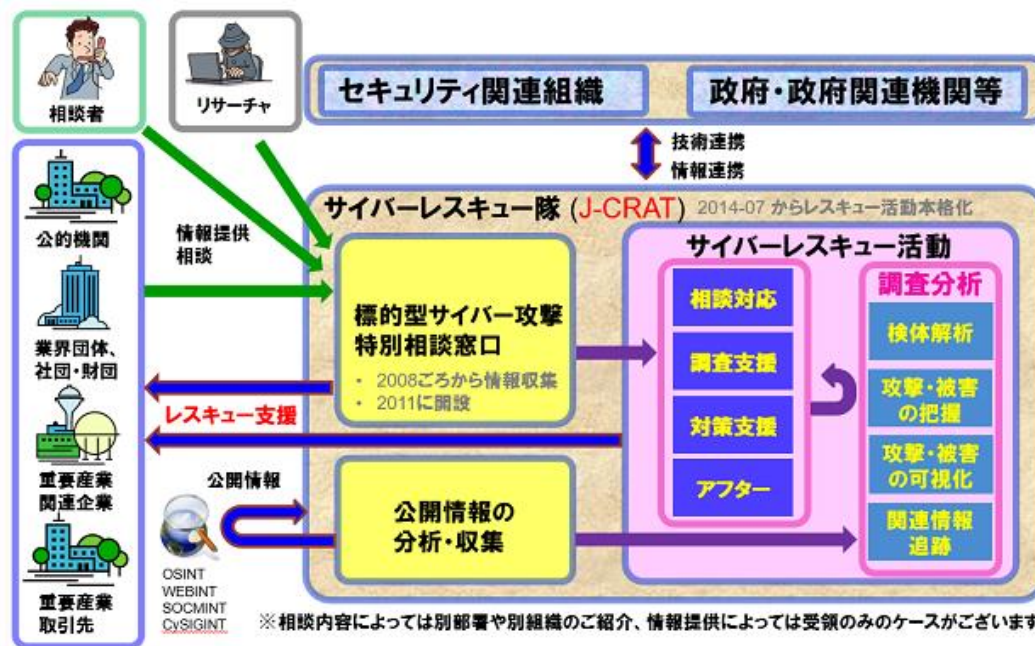 相談者
リサーチャ
セキュリティ関連組織
政府・政府関連機関等
技術連携
情報連携
公的機関
業界団体、
社団・財団
重要産業
関連企業
重要産業
取引先
情報提供
相談
サイバーレスキュー隊 (J-CRAT) 2014-07 からレスキュー活動本格化
標的型サイバー攻撃
特別相談窓口
・ 2008ごろから情報収集
・ 2011に開設
レスキュー支援
公開情報
OSINT
WEBINT
SOCMINT
CvSIGINT
公開情報の
分析・収集
サイバーレスキュー活動
相談対応
調査支援
対策支援
アフター
調査分析
検体解析
攻撃・被害
の把握
攻撃・被害
の可視化
関連情報
追跡
※相談内容によっては別部署や別組織のご紹介、情報提供によっては受領のみのケースがございます